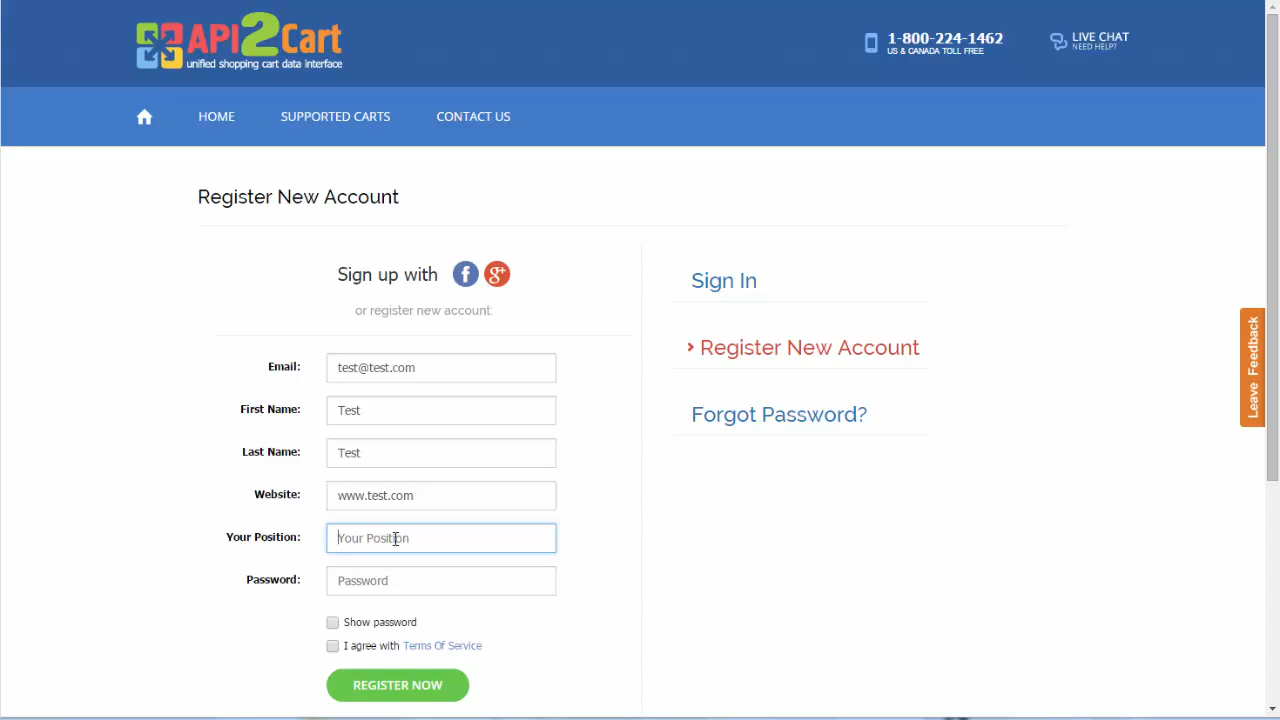 API2Cart
unified shopping cart data interface
1-800-224-1462
US & CANADA TOLL FREE
LIVE CHAT
NEED HELP?
HOME
SUPPORTED CARTS
CONTACT US
Register New Account
Sign up with
f
g+
or register new account:
Email:
test@test.com
First Name:
Test
Last Name:
Test
Website:
www.test.com
Your Position:
Your Position
Password:
Password
Show password
I agree with Terms Of Service
REGISTER NOW
Sign In
Register New Account
Forgot Password?
Leave Feedback